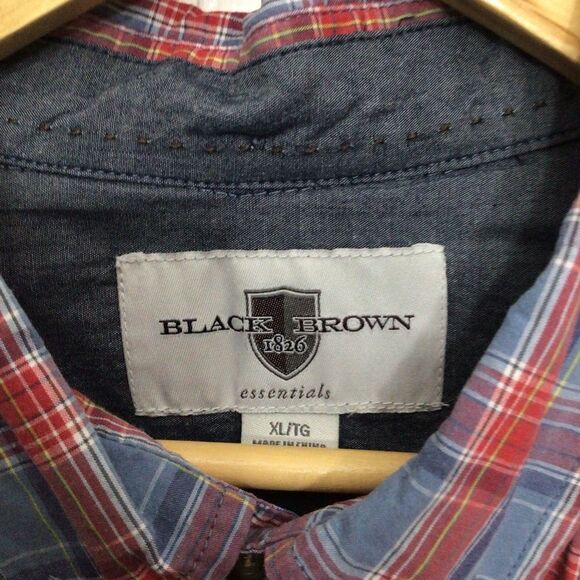 BLACK BROWN
1826
essentials
XL/TG
MADE IN CHINA